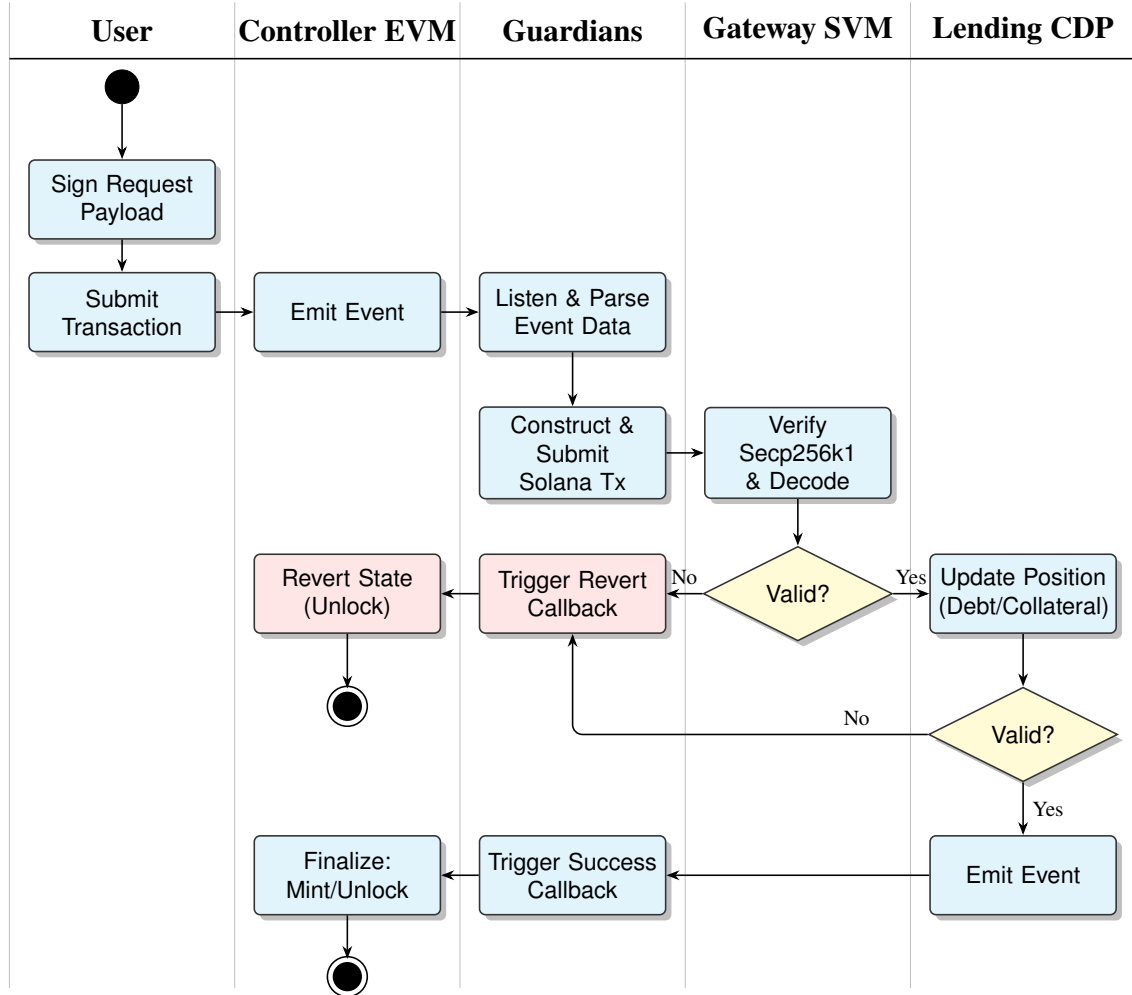 User
Controller EVM
Guardians
Gateway SVM
Lending CDP
Sign Request
Payload
Submit
Transaction
Emit Event
Listen & Parse
Event Data
Construct &
Submit
Solana Tx
Verify
Secp256k1
& Decode
Revert State
(Unlock)
Trigger Revert
Callback
No
Valid?
Yes
Update Position
(Debt/Collateral)
No
Valid?
Yes
Finalize:
Mint/Unlock
Trigger Success
Callback
Emit Event